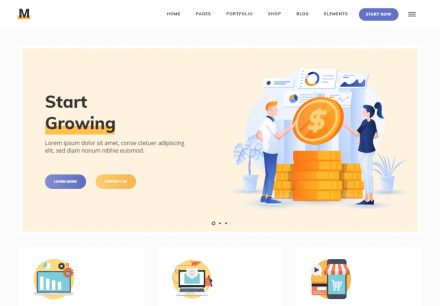 M
HOME PAGES PORTFOLIO SHOP BLOG ELEMENTS START NOW
Start
Growing
Lorem ipsum dolor sit amet, conse ctetuer adipiscing
elit, sed diam nonum nibhie euismod.
LEARN MORE CONTACT US
$